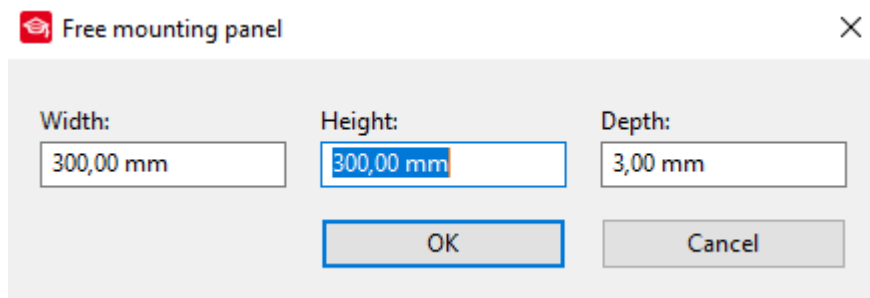 Free mounting panel
Width: Height: Depth:
300,00 mm 300,00 mm 3,00 mm
OK Cancel